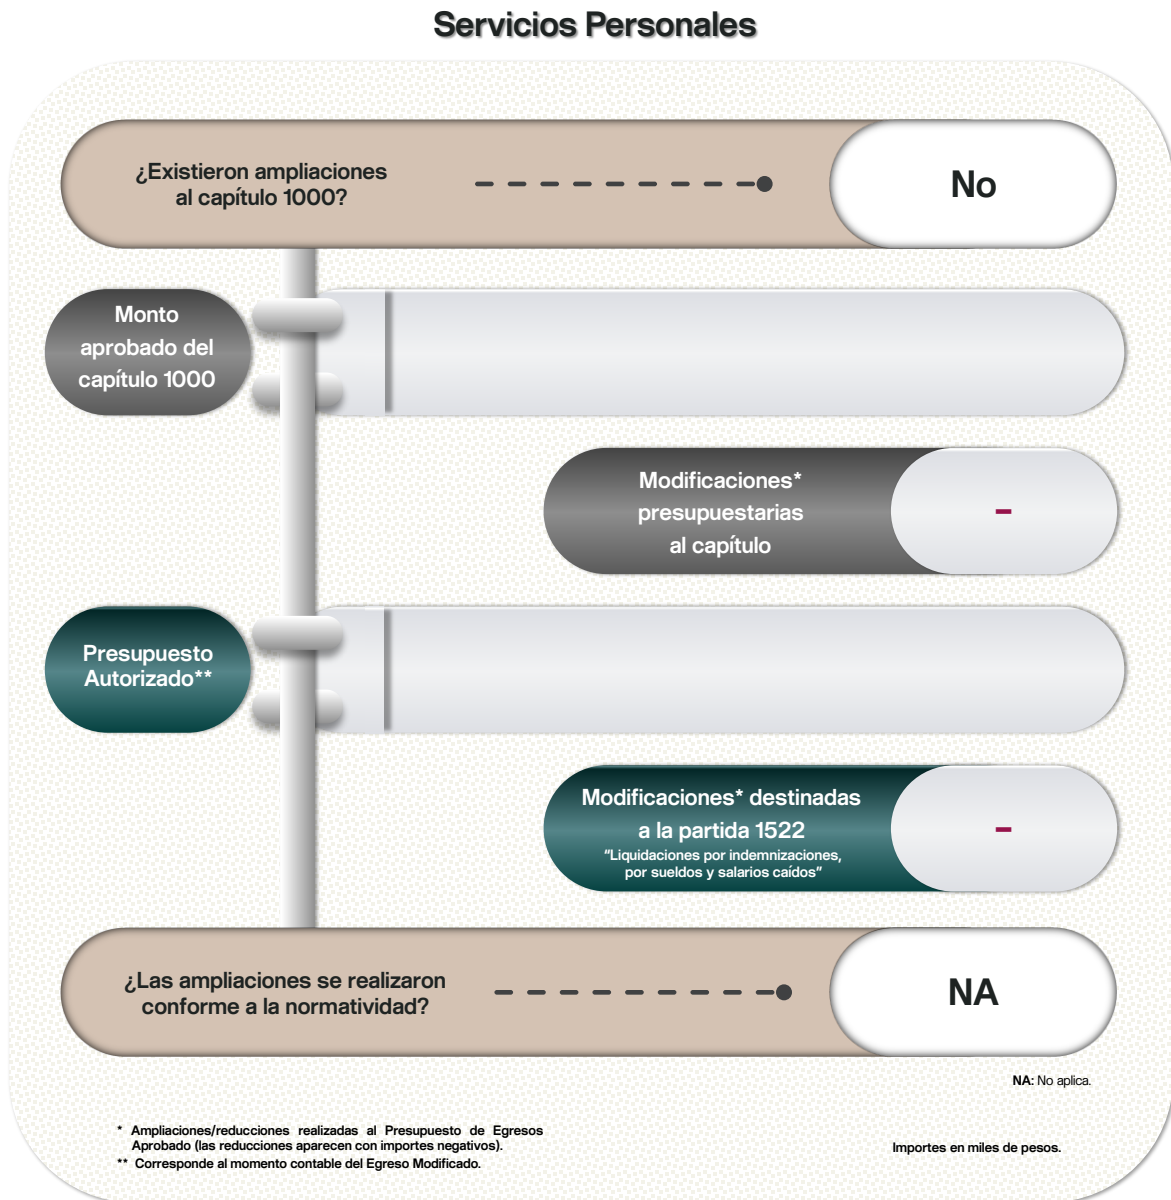 Servicios Personales
¿Existieron ampliaciones
al capítulo 1000?
No
Monto
aprobado del
capítulo 1000
Modificaciones*
presupuestarias
al capítulo
–
Presupuesto
Autorizado**
Modificaciones* destinadas
a la partida 1522
"Liquidaciones por indemnizaciones,
por sueldos y salarios caídos"
–
¿Las ampliaciones se realizaron
conforme a la normatividad?
NA
NA: No aplica.
* Ampliaciones/reducciones realizadas al Presupuesto de Egresos
Aprobado (las reducciones aparecen con importes negativos).
** Corresponde al momento contable del Egreso Modificado.
Importes en miles de pesos.